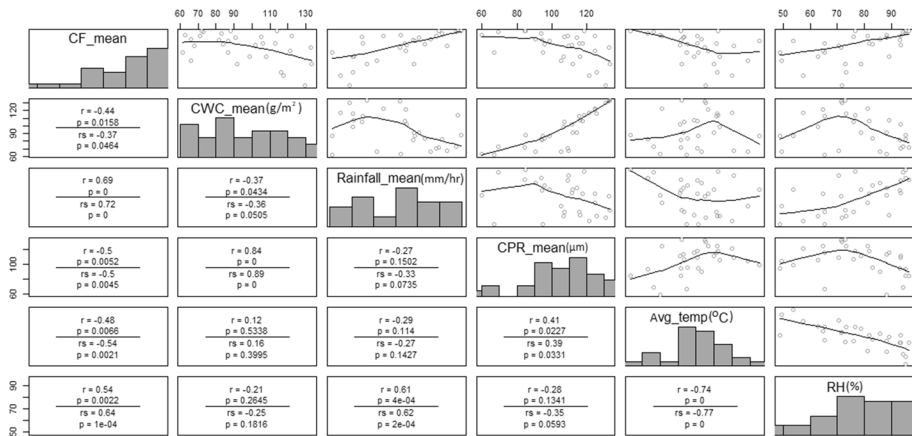 60 70 80 90 110 130
60 80 100 120
50 60 70 80 90
CF_mean
120
90
60
r = -0.44
p = 0.0158
rs = -0.37
p = 0.0464
CWC_mean(g/m²)
r = 0.69
p = 0
rs = 0.72
p = 0
r = -0.37
p = 0.0434
rs = -0.36
p = 0.0505
Rainfall_mean(mm/hr)
100
60
r = -0.5
p = 0.0052
rs = -0.5
p = 0.0045
r = 0.84
p = 0
rs = 0.89
p = 0
r = -0.27
p = 0.1502
rs = -0.33
p = 0.0735
CPR_mean(µm)
r = -0.48
p = 0.0066
rs = -0.54
p = 0.0021
r = 0.12
p = 0.5338
rs = 0.16
p = 0.3995
r = -0.29
p = 0.114
rs = -0.27
p = 0.1427
r = 0.41
p = 0.0227
rs = 0.39
p = 0.0331
Avg_temp(°C)
90
70
50
r = 0.54
p = 0.0022
rs = 0.64
p = 1e-04
r = -0.21
p = 0.2645
rs = -0.25
p = 0.1816
r = 0.61
p = 4e-04
rs = 0.62
p = 2e-04
r = -0.28
p = 0.1341
rs = -0.35
p = 0.0593
r = -0.74
p = 0
rs = -0.77
p = 0
RH(%)